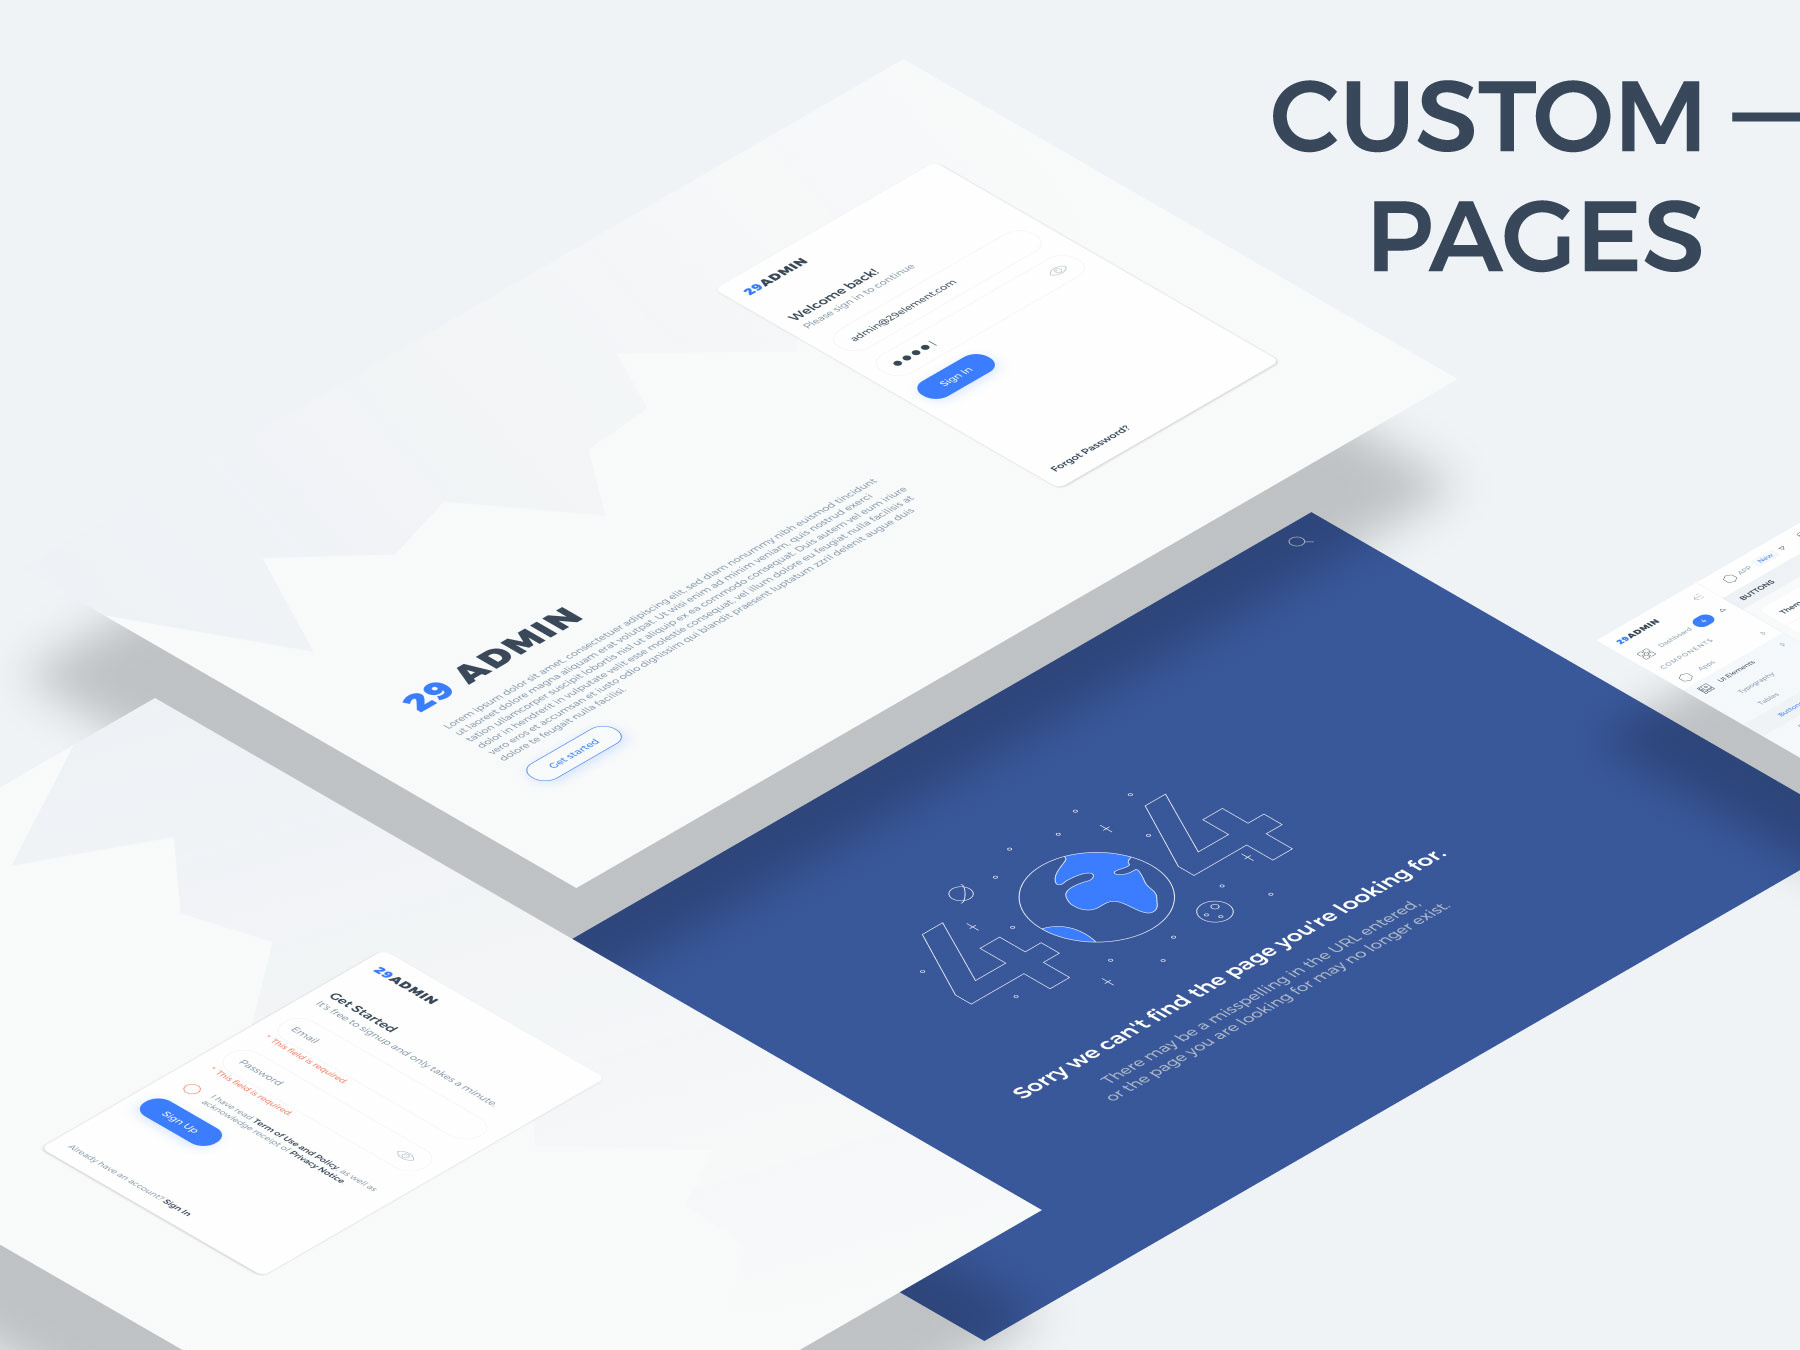 CUSTOM
PAGES
29ADMIN
Welcome back!
Please sign in to continue
admin@29element.com
Sign In
Forgot Password?
29 ADMIN
Lorem ipsum dolor sit amet, consectetuer adipiscing elit, sed diam nonummy nibh euismod tincidunt
ut laoreet dolore magna aliquam erat volutpat. Ut wisi enim ad minim veniam, quis nostrud exerci
tation ullamcorper suscipit lobortis nisl ut aliquip ex ea commodo consequat. Duis autem vel eum iriure
dolor in hendrerit in vulputate velit esse molestie consequat, vel illum dolore eu feugiat nulla facilisis at
vero eros et accumsan et iusto odio dignissim qui blandit praesent luptatum zzril delenit augue duis
dolore te feugait nulla facilisi.
Get started
29ADMIN
Get Started
It's free to signup and only takes a minute.
Email
* This field is required.
Password
* This field is required.
I have read Term of Use and Policy as well as
acknowledge receipt of Privacy Notice
Sign Up
Already have an account? Sign In
404
Sorry we can't find the page you're looking for.
There may be a misspelling in the URL entered,
or the page you are looking for may no longer exist.
29ADMIN
Dashboard
COMPONENTS
Apps
UI Elements
Typography
Tables
APP New
BUTTONS